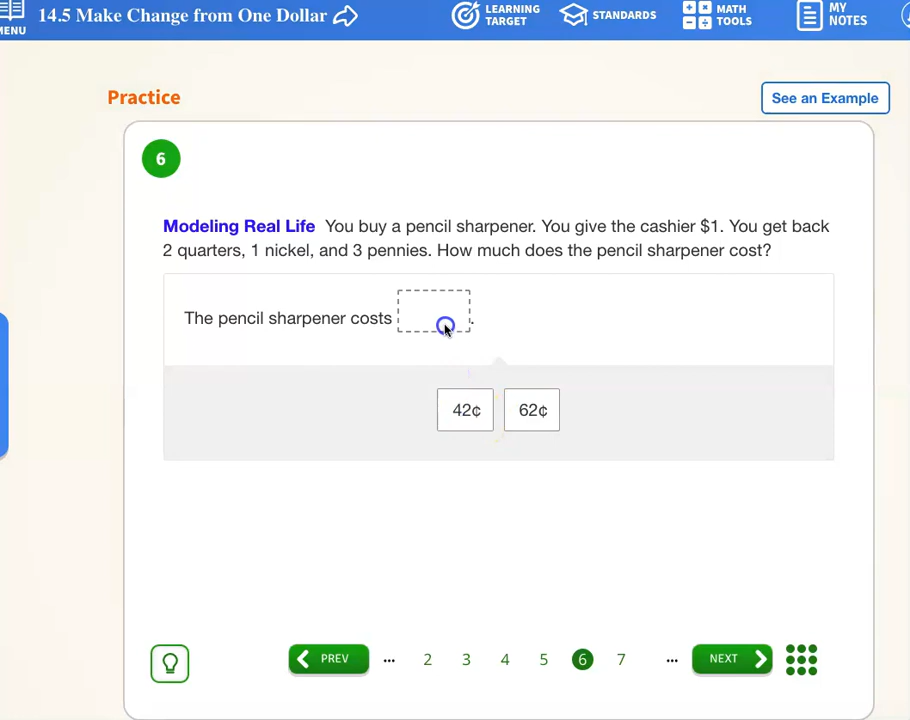 MENU
14.5 Make Change from One Dollar
LEARNING
TARGET
STANDARDS
MATH
TOOLS
MY
NOTES
Practice
See an Example
6
Modeling Real Life You buy a pencil sharpener. You give the cashier $1. You get back
2 quarters, 1 nickel, and 3 pennies. How much does the pencil sharpener cost?
The pencil sharpener costs .
42¢ 62¢
PREV ... 2 3 4 5 6 7 ... NEXT